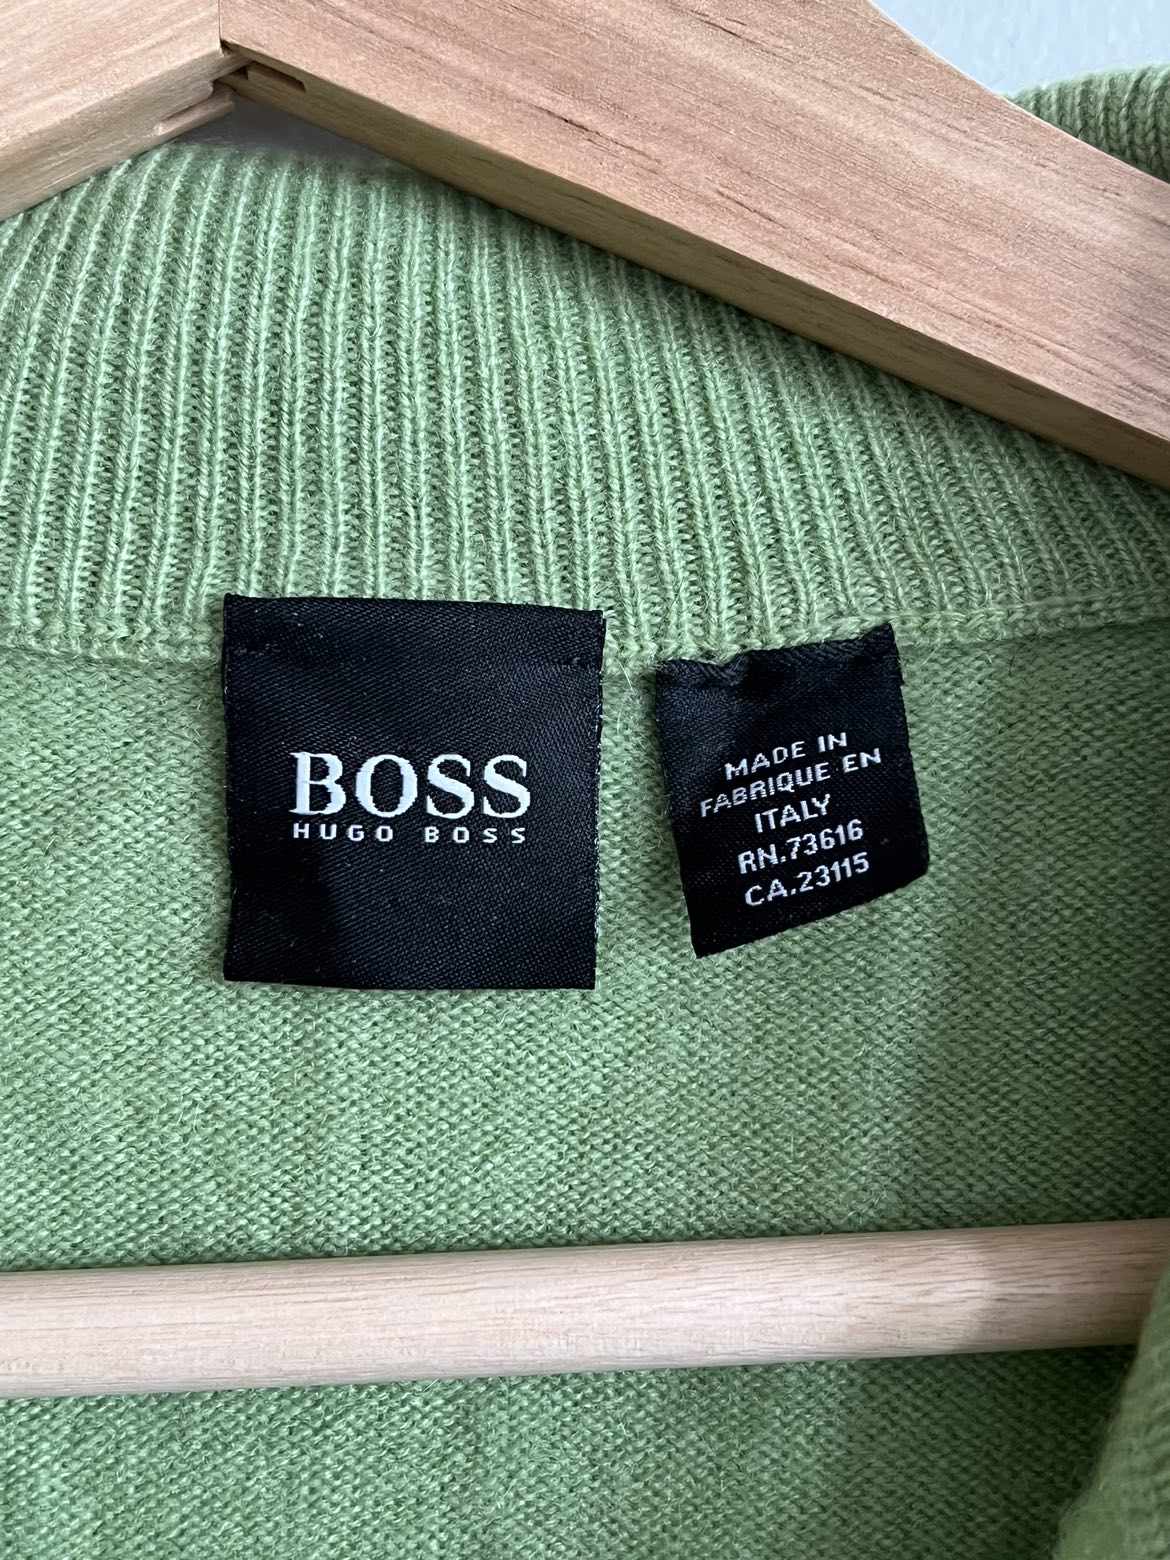 BOSS
HUGO BOSS
MADE IN
FABRIQUE EN
ITALY
RN.73616
CA.23115